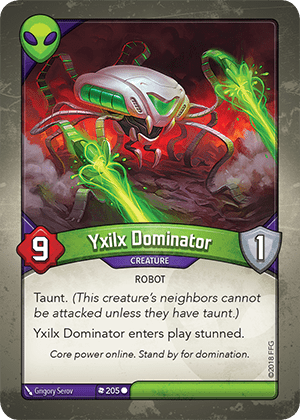 Yxilx Dominator
9
CREATURE
1
ROBOT
Taunt. (This creature's neighbors cannot
be attacked unless they have taunt.)
Yxilx Dominator enters play stunned.
Core power online. Stand by for domination.
©2018 FFG
Grigory Serov
205